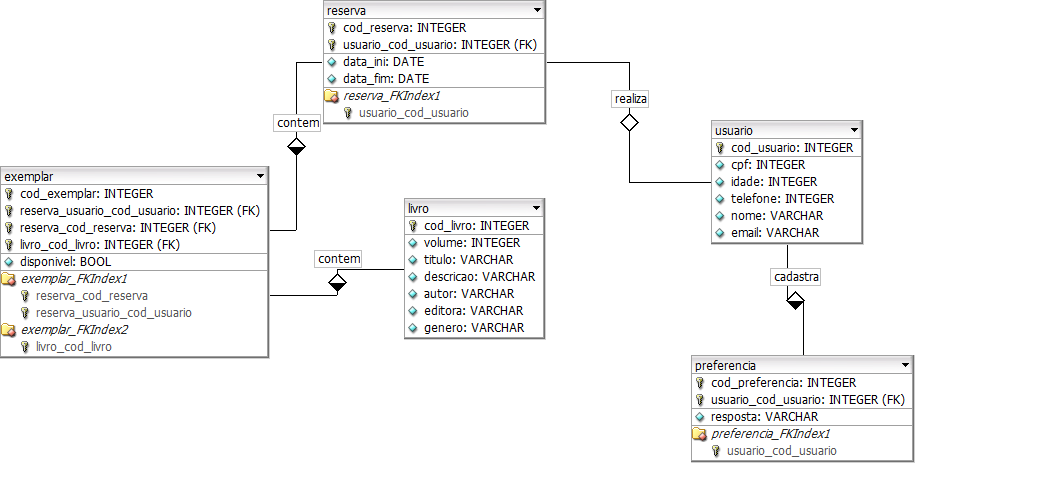 reserva
cod_reserva: INTEGER
usuario_cod_usuario: INTEGER (FK)
data_ini: DATE
data_fim: DATE
reserva_FKIndex1
usuario_cod_usuario
contem
realiza
usuario
cod_usuario: INTEGER
cpf: INTEGER
idade: INTEGER
telefone: INTEGER
nome: VARCHAR
email: VARCHAR
exemplar
cod_exemplar: INTEGER
reserva_usuario_cod_usuario: INTEGER (FK)
reserva_cod_reserva: INTEGER (FK)
livro_cod_livro: INTEGER (FK)
disponivel: BOOL
exemplar_FKIndex1
reserva_cod_reserva
reserva_usuario_cod_usuario
exemplar_FKIndex2
livro_cod_livro
contem
livro
cod_livro: INTEGER
volume: INTEGER
titulo: VARCHAR
descricao: VARCHAR
autor: VARCHAR
editora: VARCHAR
genero: VARCHAR
cadastra
preferencia
cod_preferencia: INTEGER
usuario_cod_usuario: INTEGER (FK)
resposta: VARCHAR
preferencia_FKIndex1
usuario_cod_usuario